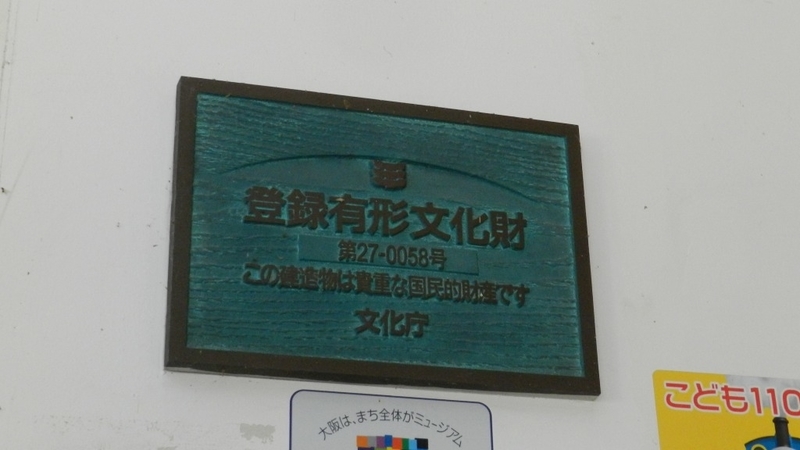 登録有形文化財
第27-0058号
この建造物は貴重な国民的財産です
文化庁
大阪は、まち全体がミュージアム
こども110